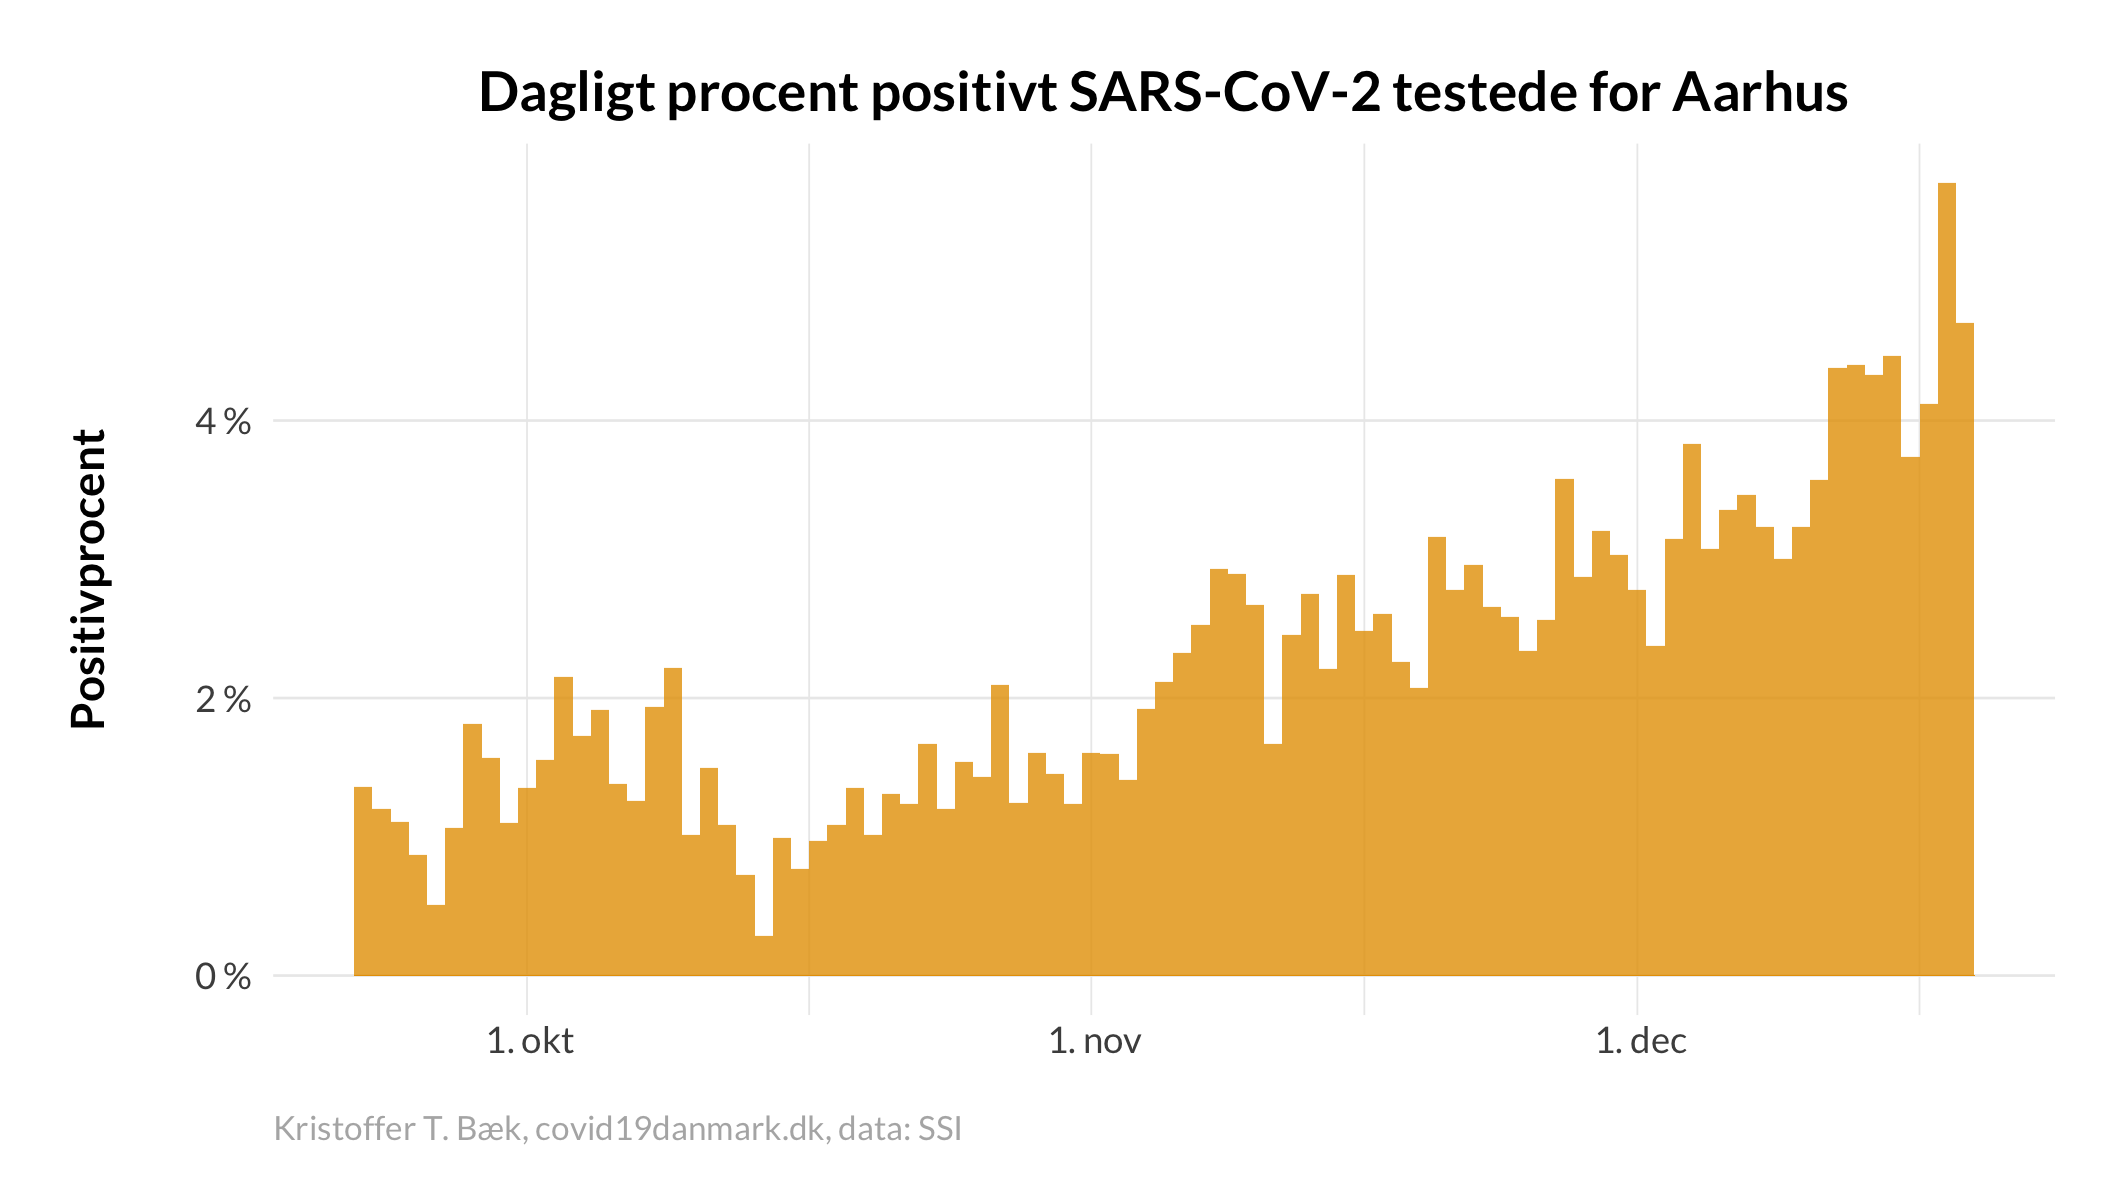 Dagligt procent positivt SARS-CoV-2 testede for Aarhus
Positivprocent
4 %
2 %
0 %
1. okt
1. nov
1. dec
Kristoffer T. Bæk, covid19danmark.dk, data: SSI